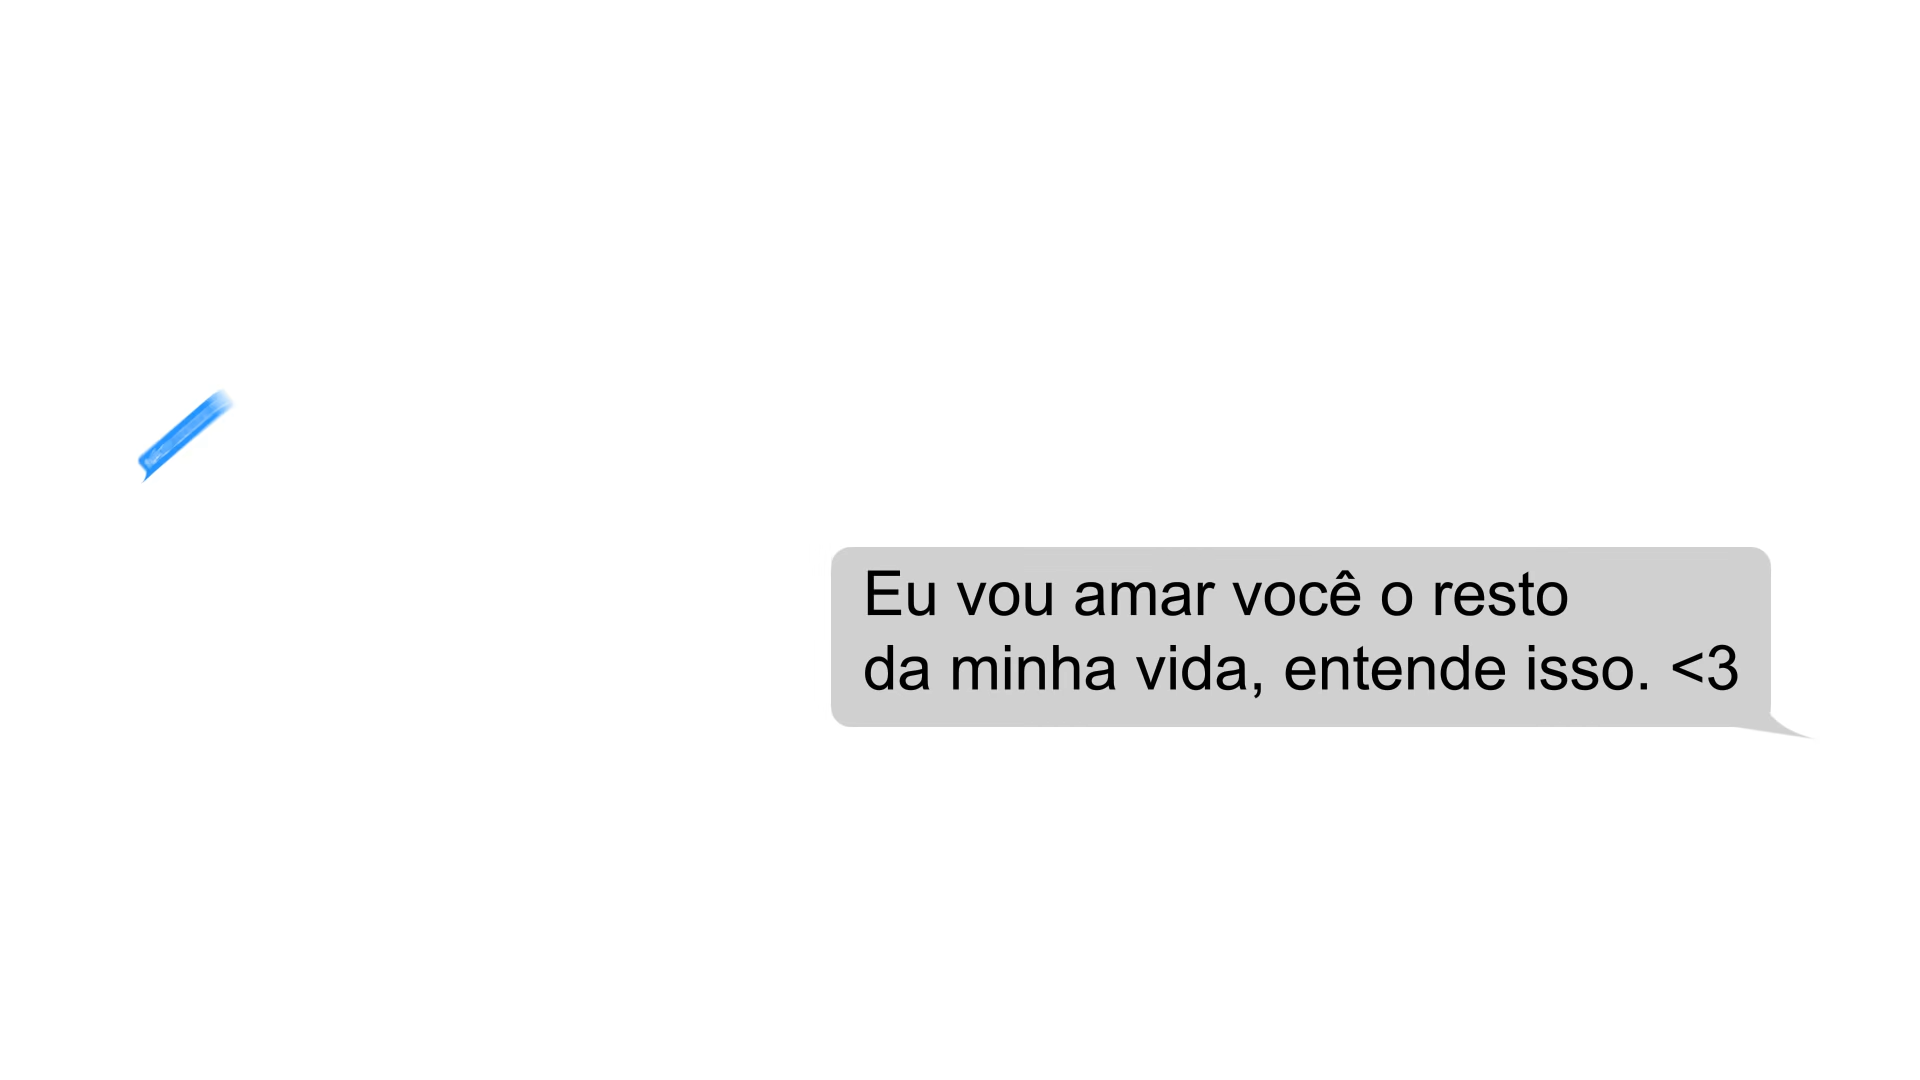 Eu vou amar você o resto
da minha vida, entende isso. <3